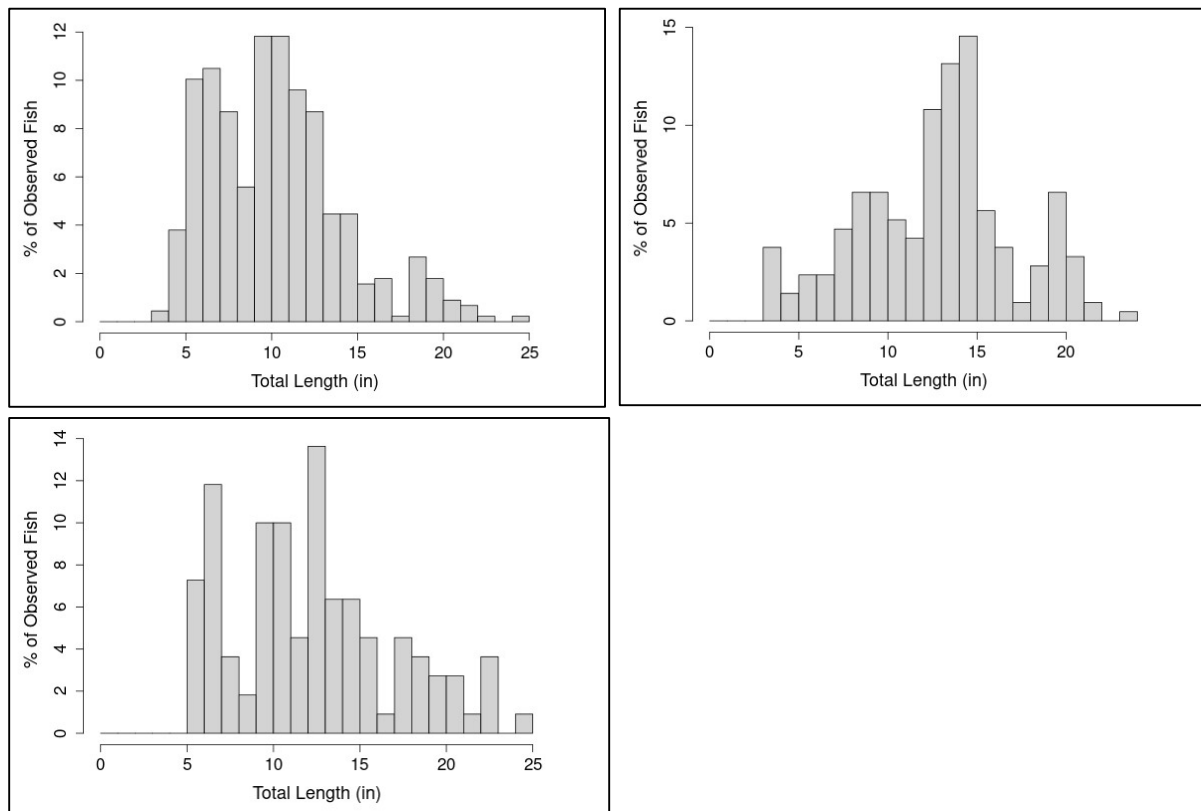 % of Observed Fish
0 2 4 6 8 10 12
0 5 10 15 20 25
Total Length (in)
% of Observed Fish
0 5 10 15
0 5 10 15 20
Total Length (in)
% of Observed Fish
0 2 4 6 8 10 12 14
0 5 10 15 20 25
Total Length (in)